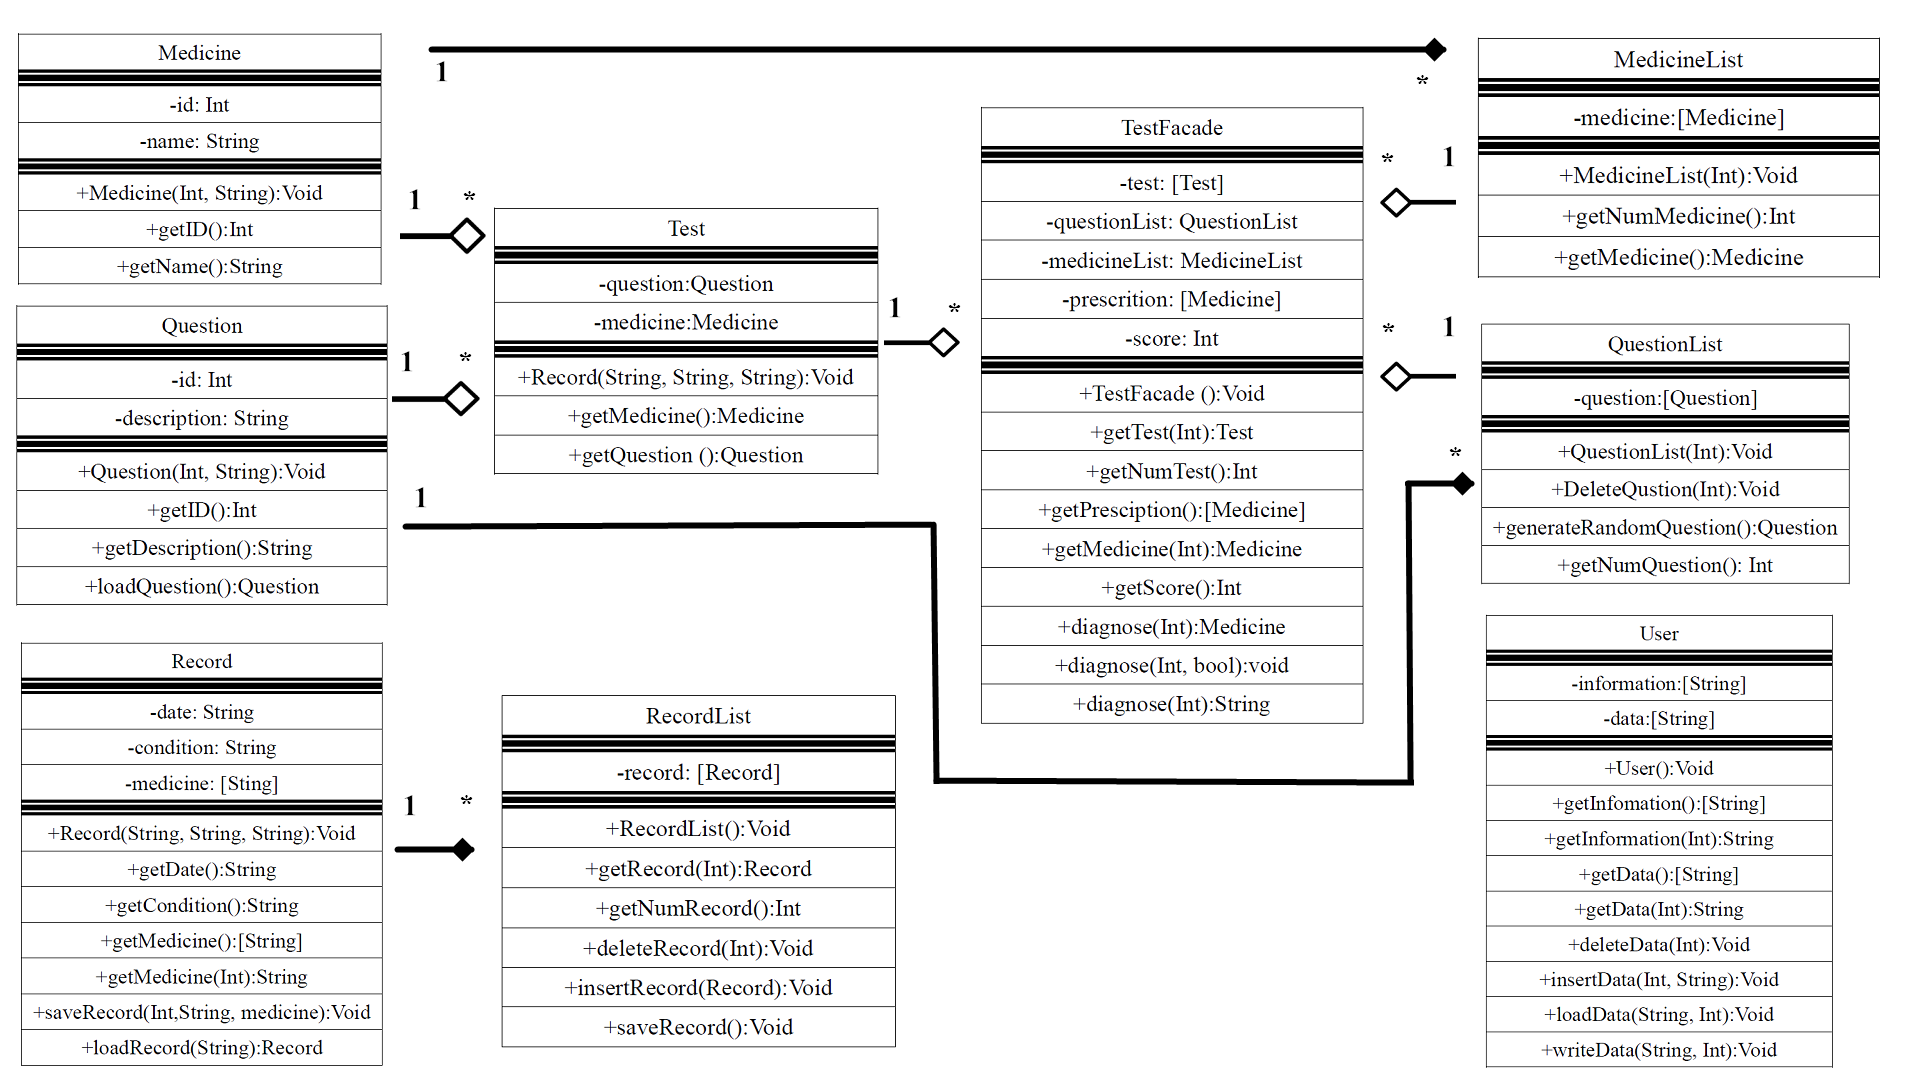 Medicine
-id: Int
-name: String
+Medicine(Int, String):Void
+getID():Int
+getName():String
Question
-id: Int
-description: String
+Question(Int, String):Void
+getID():Int
+getDescription():String
+loadQuestion():Question
Record
-date: String
-condition: String
-medicine: [Sting]
+Record(String, String, String):Void
+getDate():String
+getCondition():String
+getMedicine():[String]
+getMedicine(Int):String
+saveRecord(Int,String, medicine):Void
+loadRecord(String):Record
1
*
1
*
1
*
1
*
1
*
Test
-question:Question
-medicine:Medicine
+Record(String, String, String):Void
+getMedicine():Medicine
+getQuestion ():Question
RecordList
-record: [Record]
+RecordList():Void
+getRecord(Int):Record
+getNumRecord():Int
+deleteRecord(Int):Void
+insertRecord(Record):Void
+saveRecord():Void
1
*
TestFacade
-test: [Test]
-questionList: QuestionList
-medicineList: MedicineList
-prescrition: [Medicine]
-score: Int
+TestFacade ():Void
+getTest(Int):Test
+getNumTest():Int
+getPresciption():[Medicine]
+getMedicine(Int):Medicine
+getScore():Int
+diagnose(Int):Medicine
+diagnose(Int, bool):void
+diagnose(Int):String
*
1
*
1
MedicineList
-medicine:[Medicine]
+MedicineList(Int):Void
+getNumMedicine():Int
+getMedicine():Medicine
QuestionList
-question:[Question]
+QuestionList(Int):Void
+DeleteQustion(Int):Void
+generateRandomQuestion():Question
+getNumQuestion(): Int
User
-information:[String]
-data:[String]
+User():Void
+getInfomation():[String]
+getInformation(Int):String
+getData():[String]
+getData(Int):String
+deleteData(Int):Void
+insertData(Int, String):Void
+loadData(String, Int):Void
+writeData(String, Int):Void